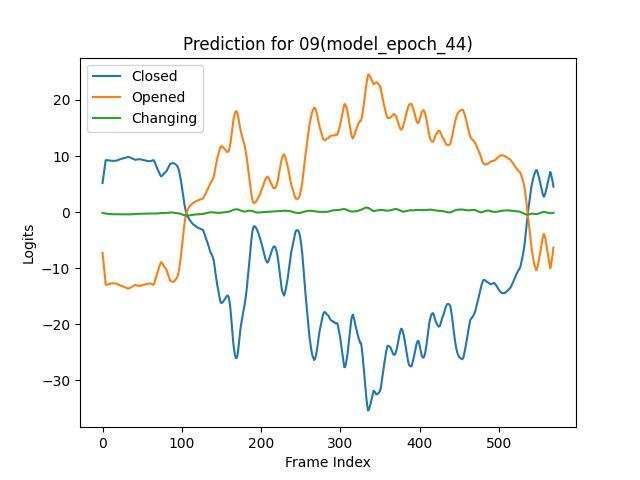 Prediction for 09(model_epoch_44)
Closed
Opened
Changing
20
10
0
−10
−20
−30
Logits
0
100
200
300
400
500
Frame Index